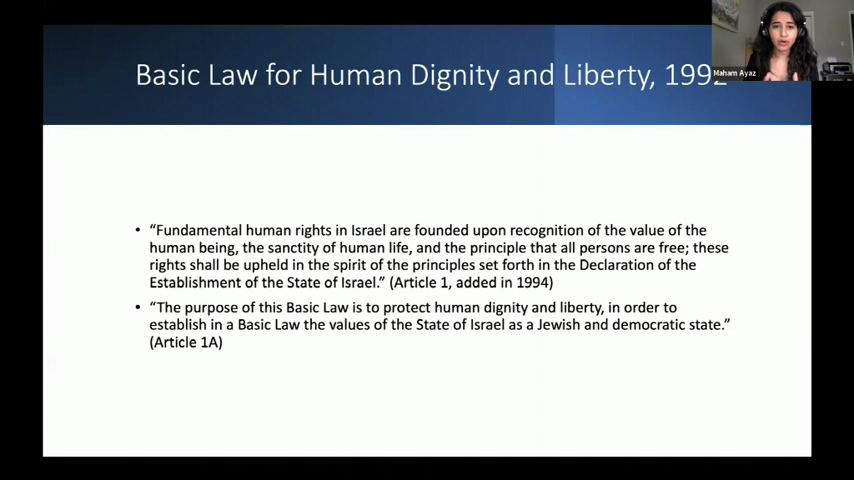 Basic Law for Human Dignity and Liberty, 1992
Maham Ayaz
• “Fundamental human rights in Israel are founded upon recognition of the value of the
human being, the sanctity of human life, and the principle that all persons are free; these
rights shall be upheld in the spirit of the principles set forth in the Declaration of the
Establishment of the State of Israel.” (Article 1, added in 1994)
• “The purpose of this Basic Law is to protect human dignity and liberty, in order to
establish in a Basic Law the values of the State of Israel as a Jewish and democratic state.”
(Article 1A)